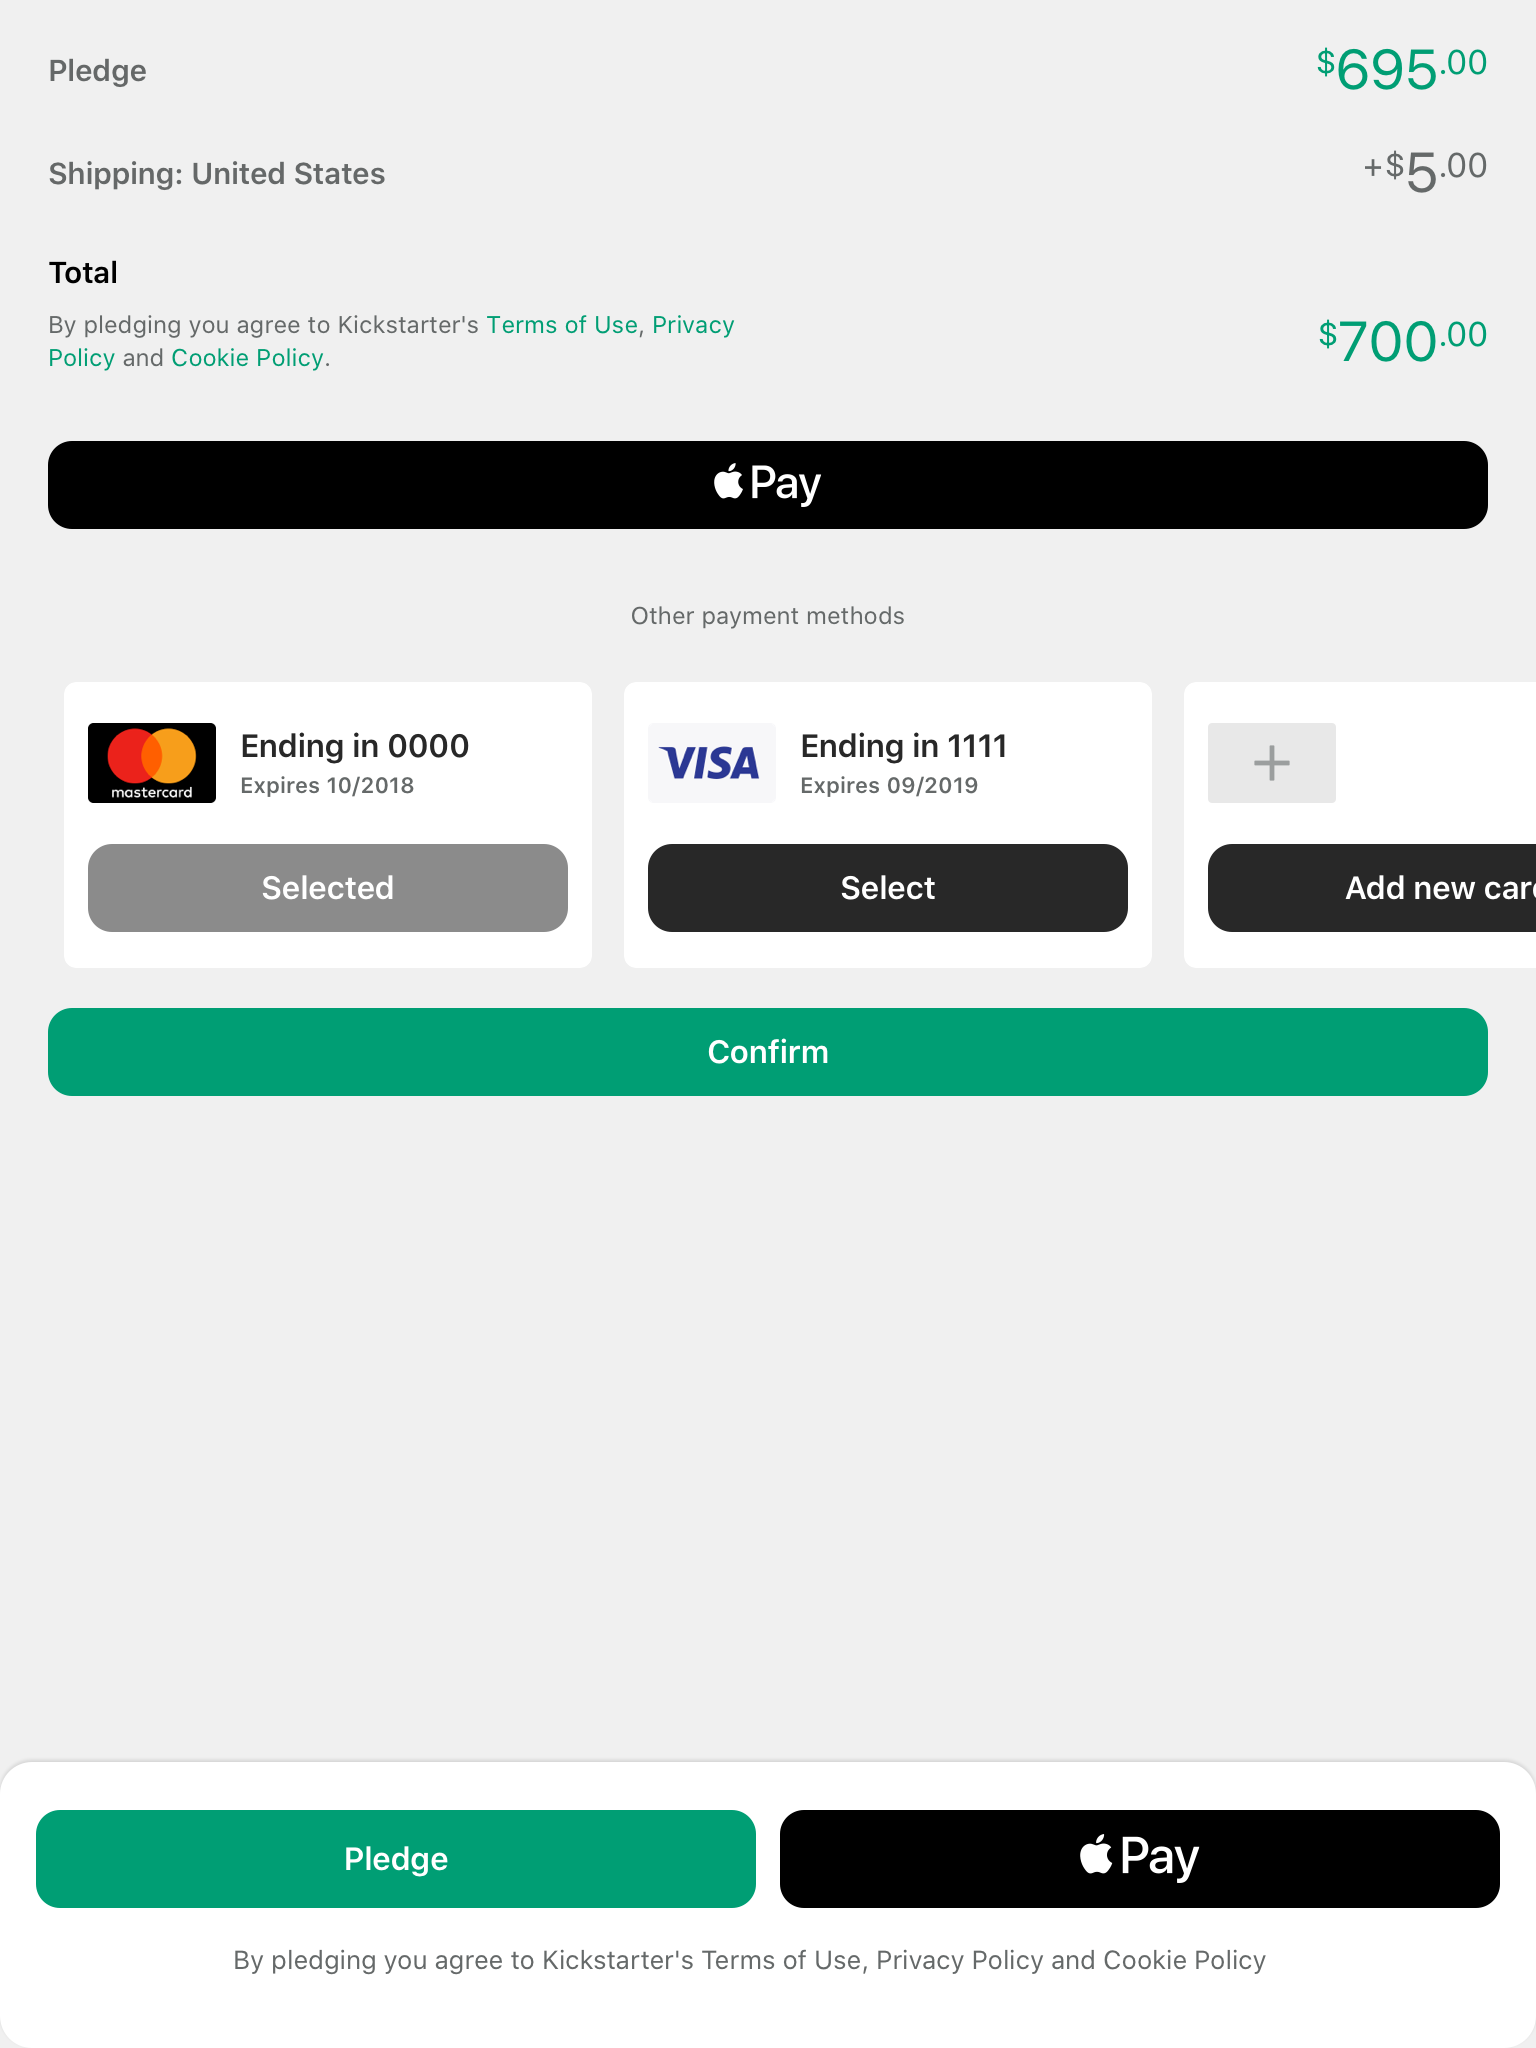 Pledge $695.00
Shipping: United States +$5.00
Total
By pledging you agree to Kickstarter's Terms of Use, Privacy
Policy and Cookie Policy.
$700.00
Pay
Other payment methods
mastercard
Ending in 0000
Expires 10/2018
Selected
VISA
Ending in 1111
Expires 09/2019
Select
Add new car
Confirm
Pledge
Pay
By pledging you agree to Kickstarter's Terms of Use, Privacy Policy and Cookie Policy